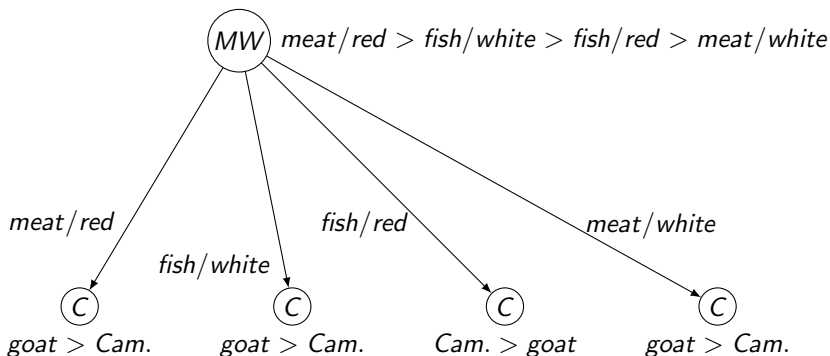 MW meat/red > fish/white > fish/red > meat/white
meat/red
fish/red
meat/white
fish/white
C C C C
goat > Cam. goat > Cam. Cam. > goat goat > Cam.